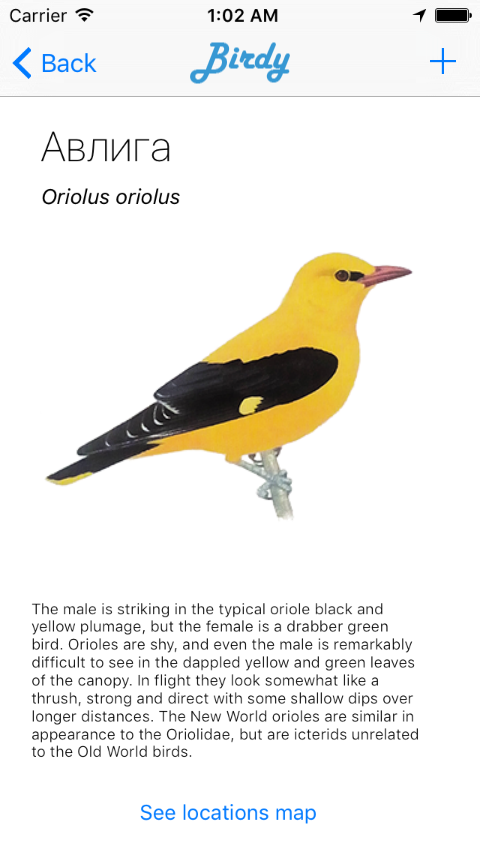 Carrier 1:02 AM
Back Birdy
Авлига
Oriolus oriolus
The male is striking in the typical oriole black and
yellow plumage, but the female is a drabber green
bird. Orioles are shy, and even the male is remarkably
difficult to see in the dappled yellow and green leaves
of the canopy. In flight they look somewhat like a
thrush, strong and direct with some shallow dips over
longer distances. The New World orioles are similar in
appearance to the Oriolidae, but are icterids unrelated
to the Old World birds.
See locations map